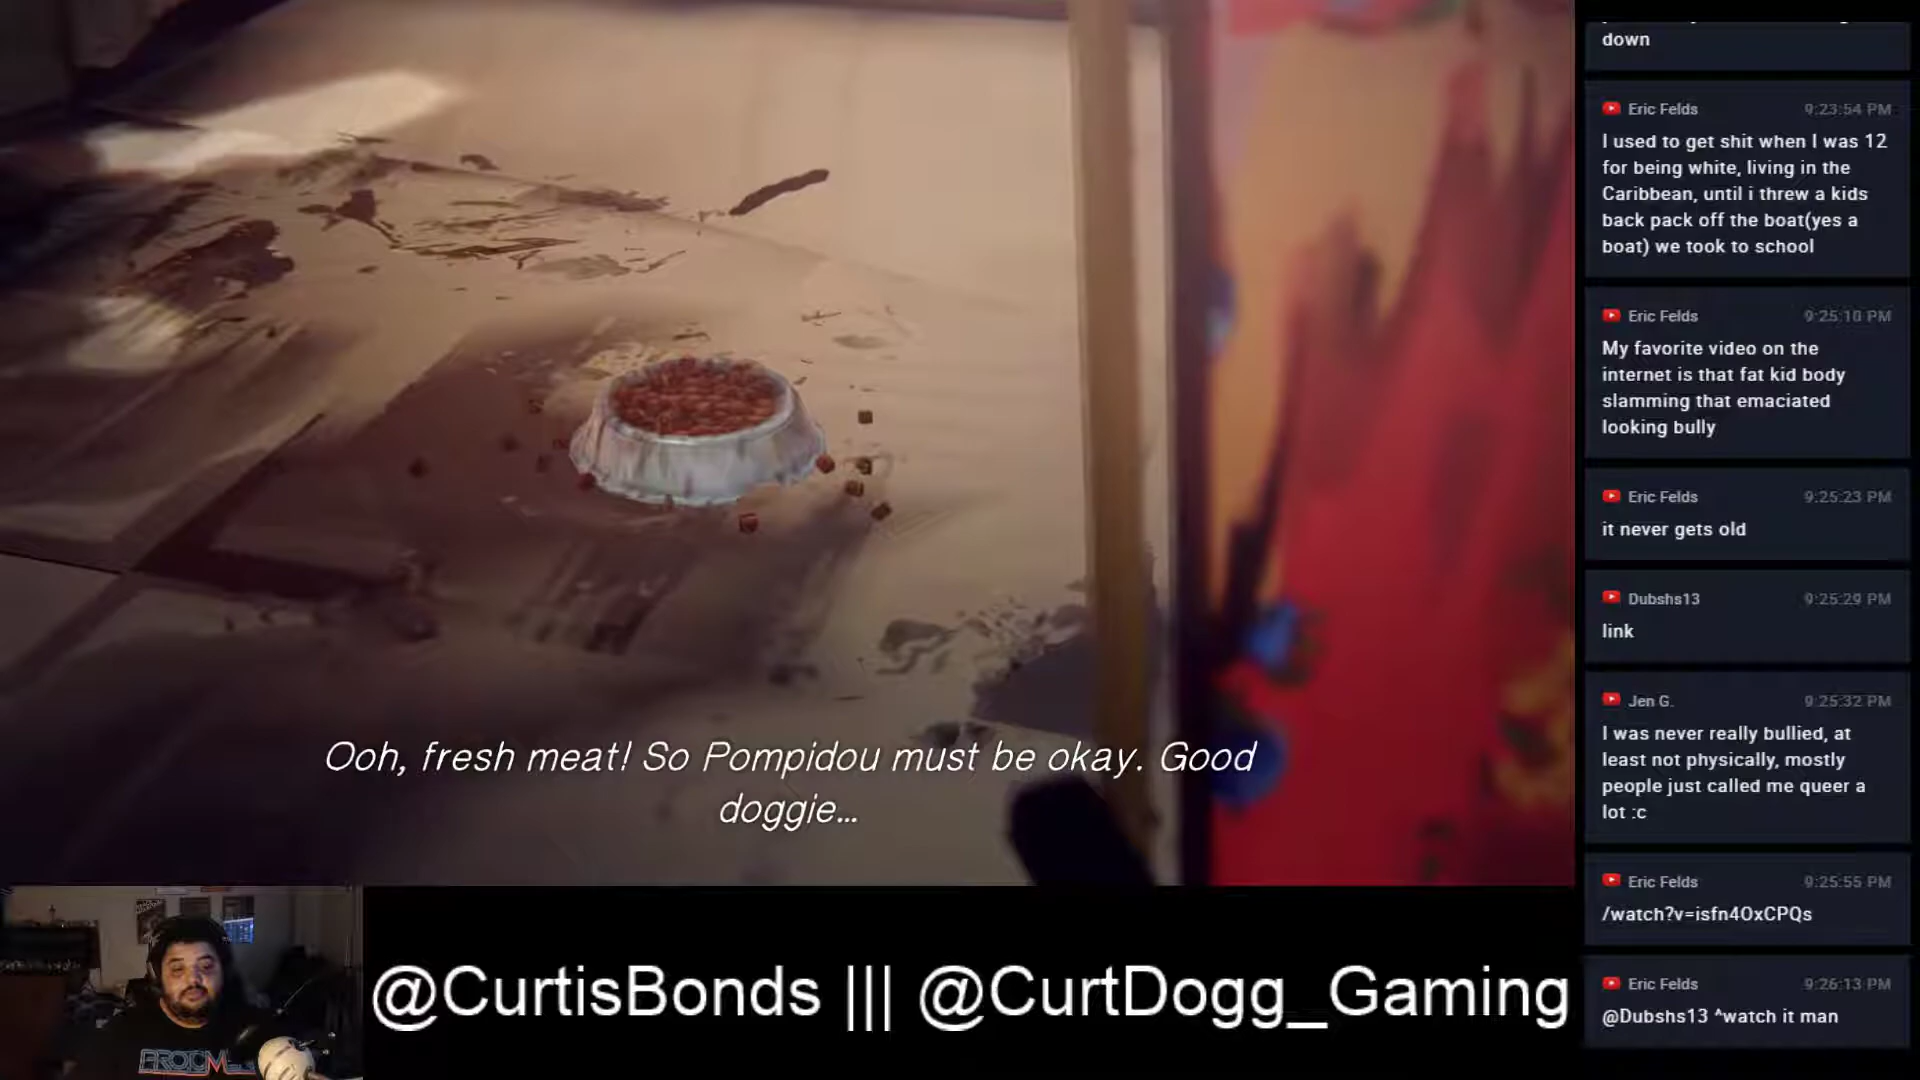 Ooh, fresh meat! So Pompidou must be okay. Good
doggie...
@CurtisBonds ||| @CurtDogg_Gaming
down
Eric Felds 9:23:54 PM
I used to get shit when I was 12
for being white, living in the
Caribbean, until i threw a kids
back pack off the boat(yes a
boat) we took to school
Eric Felds 9:25:10 PM
My favorite video on the
internet is that fat kid body
slamming that emaciated
looking bully
Eric Felds 9:25:23 PM
it never gets old
Dubshs13 9:25:29 PM
link
Jen G. 9:25:32 PM
I was never really bullied, at
least not physically, mostly
people just called me queer a
lot :c
Eric Felds 9:25:55 PM
/watch?v=isfn4OxCPQs
Eric Felds 9:26:13 PM
@Dubshs13 ^watch it man